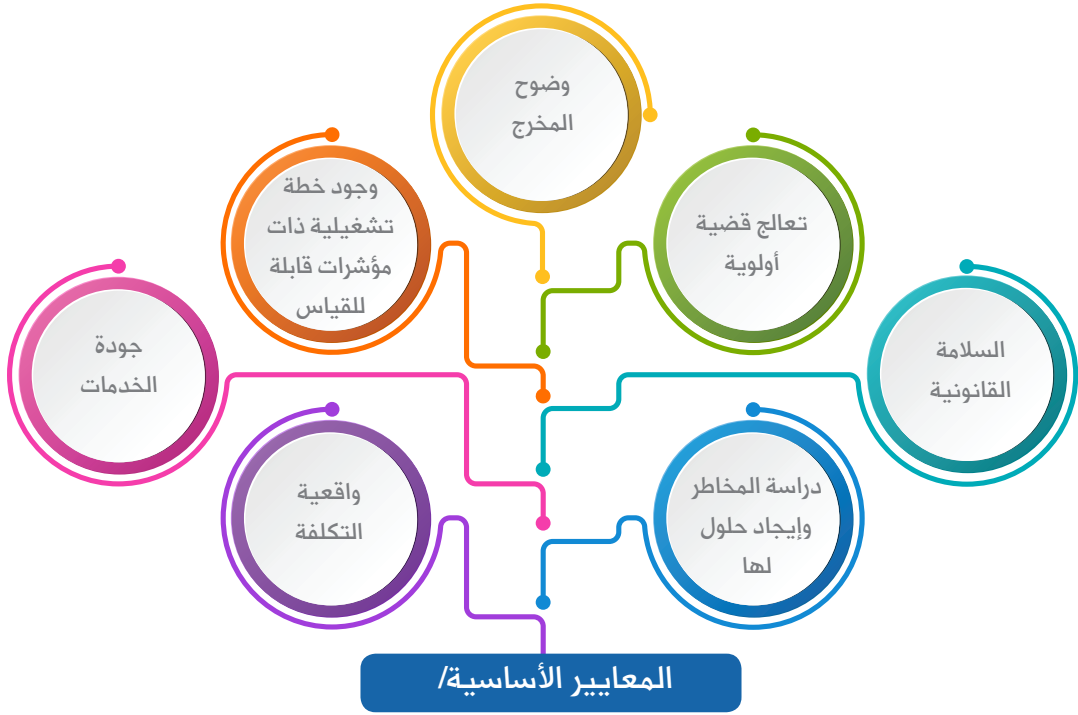 وضوح
المخرج
تعالج قضية
أولوية
وجود خطة
تشغيلية ذات
مؤشرات قابلة
للقياس
السلامة
القانونية
جودة
الخدمات
دراسة المخاطر
وإيجاد حلول
لها
واقعية
التكلفة
المعايير الأساسية/